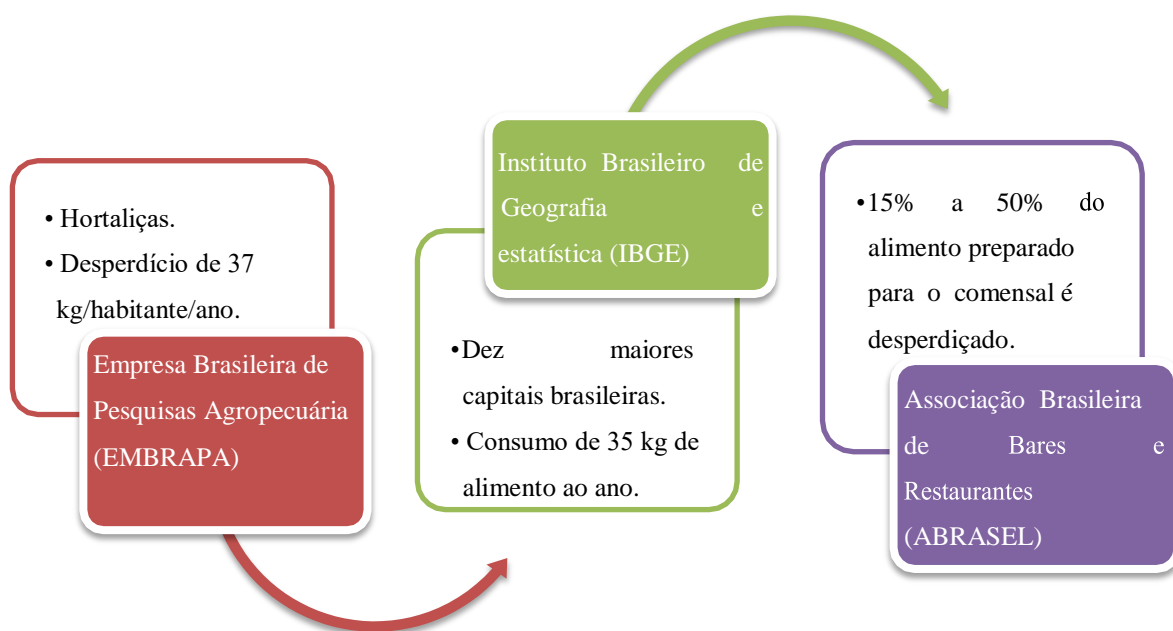 • Hortaliças.
• Desperdício de 37
kg/habitante/ano.
Empresa Brasileira de
Pesquisas Agropecuária
(EMBRAPA)
Instituto Brasileiro de
Geografia e
estatística (IBGE)
•Dez maiores
capitais brasileiras.
• Consumo de 35 kg de
alimento ao ano.
•15% a 50% do
alimento preparado
para o comensal é
desperdiçado.
Associação Brasileira
de Bares e
Restaurantes
(ABRASEL)